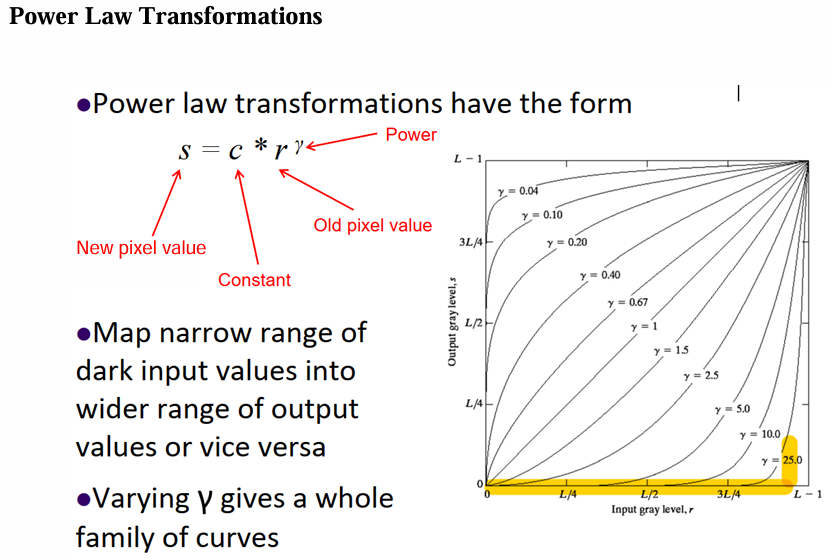 Power Law Transformations
●Power law transformations have the form
s = c * r^γ
Power
Old pixel value
New pixel value
Constant
●Map narrow range of
dark input values into
wider range of output
values or vice versa
●Varying γ gives a whole
family of curves
L − 1
γ = 0.04
γ = 0.10
3L/4
γ = 0.20
γ = 0.40
γ = 0.67
L/2
γ = 1
γ = 1.5
γ = 2.5
L/4
γ = 5.0
γ = 10.0
γ = 25.0
0
0 L/4 L/2 3L/4 L − 1
Input gray level, r
Output gray level, s